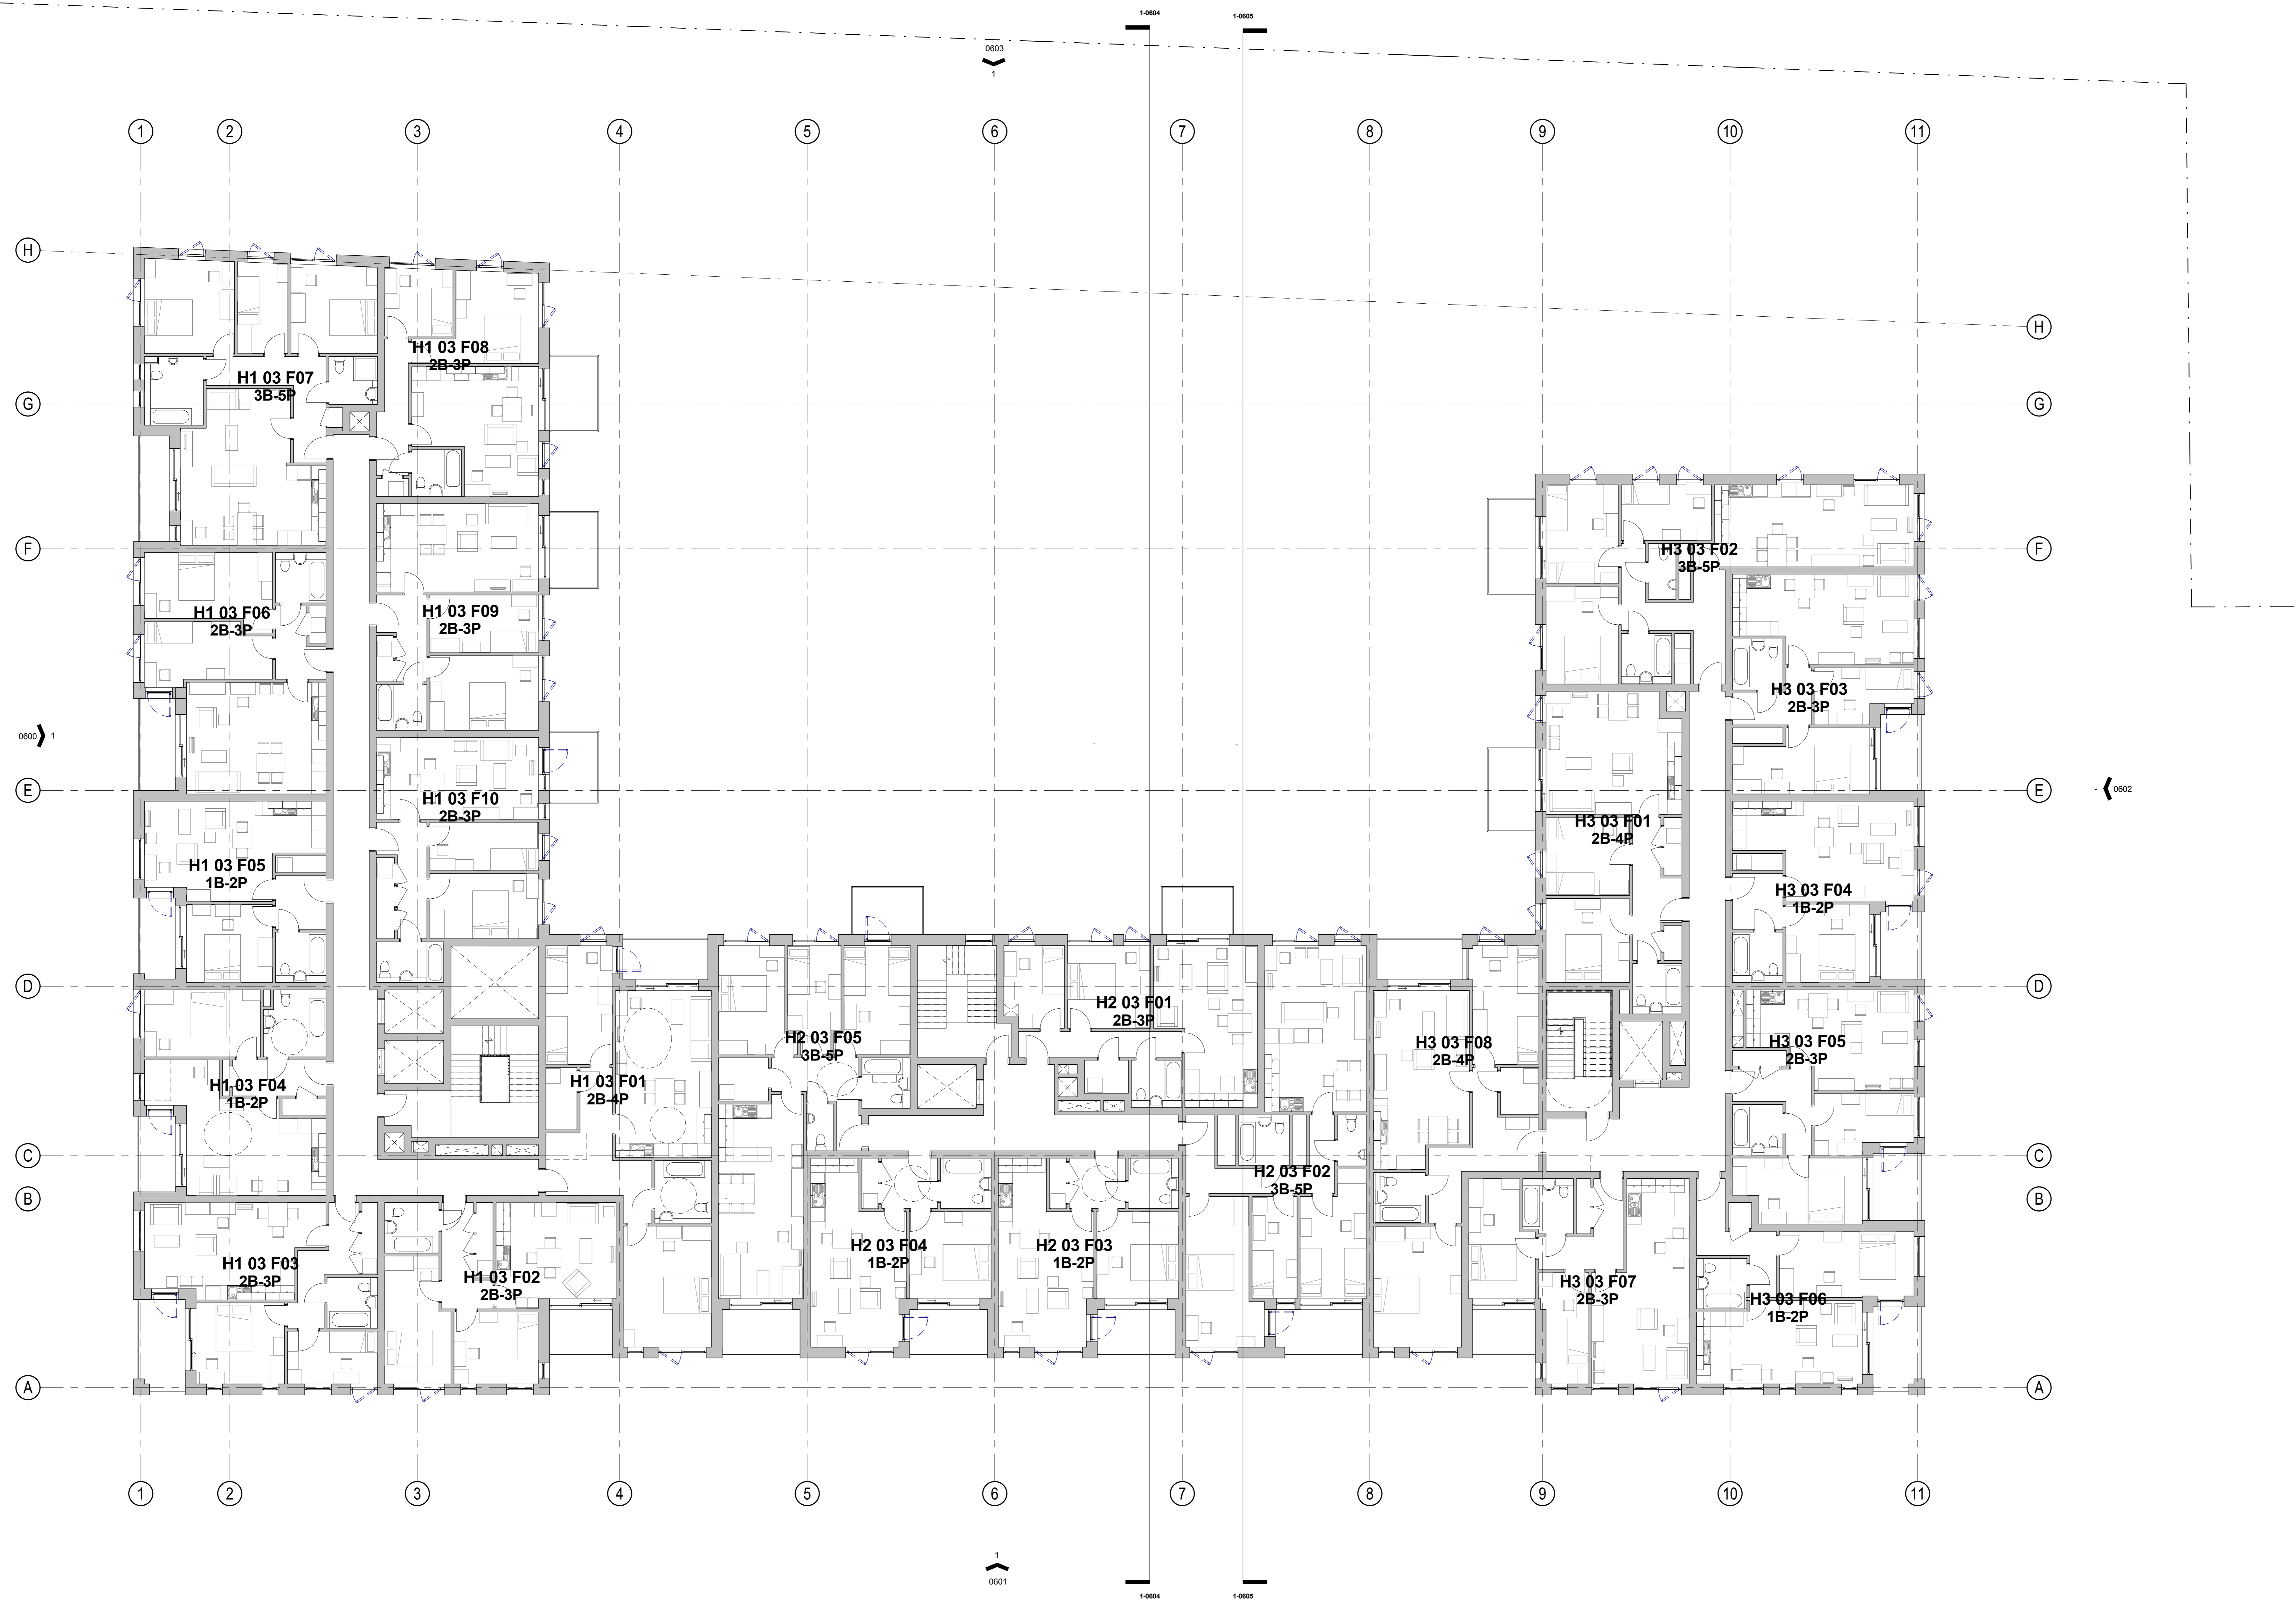 1-0604
1-0605
0603
1
1
2
3
4
5
6
7
8
9
10
11
H
H
H1 03 F08
2B-3P
H1 03 F07
3B-5P
G
G
F
F
H3 03 F02
3B-5P
H1 03 F06
2B-3P
H1 03 F09
2B-3P
H3 03 F03
2B-3P
0600
1
E
E
0602
H1 03 F10
2B-3P
H3 03 F01
2B-4P
H1 03 F05
1B-2P
H3 03 F04
1B-2P
D
D
H2 03 F01
2B-3P
H2 03 F05
3B-5P
H3 03 F08
2B-4P
H3 03 F05
2B-3P
H1 03 F04
1B-2P
H1 03 F01
2B-4P
C
C
H2 03 F02
3B-5P
B
B
H2 03 F04
1B-2P
H2 03 F03
1B-2P
H1 03 F03
2B-3P
H1 03 F02
2B-3P
H3 03 F07
2B-3P
H3 03 F06
1B-2P
A
A
1
2
3
4
5
6
7
8
9
10
11
1
0601
1-0604
1-0605